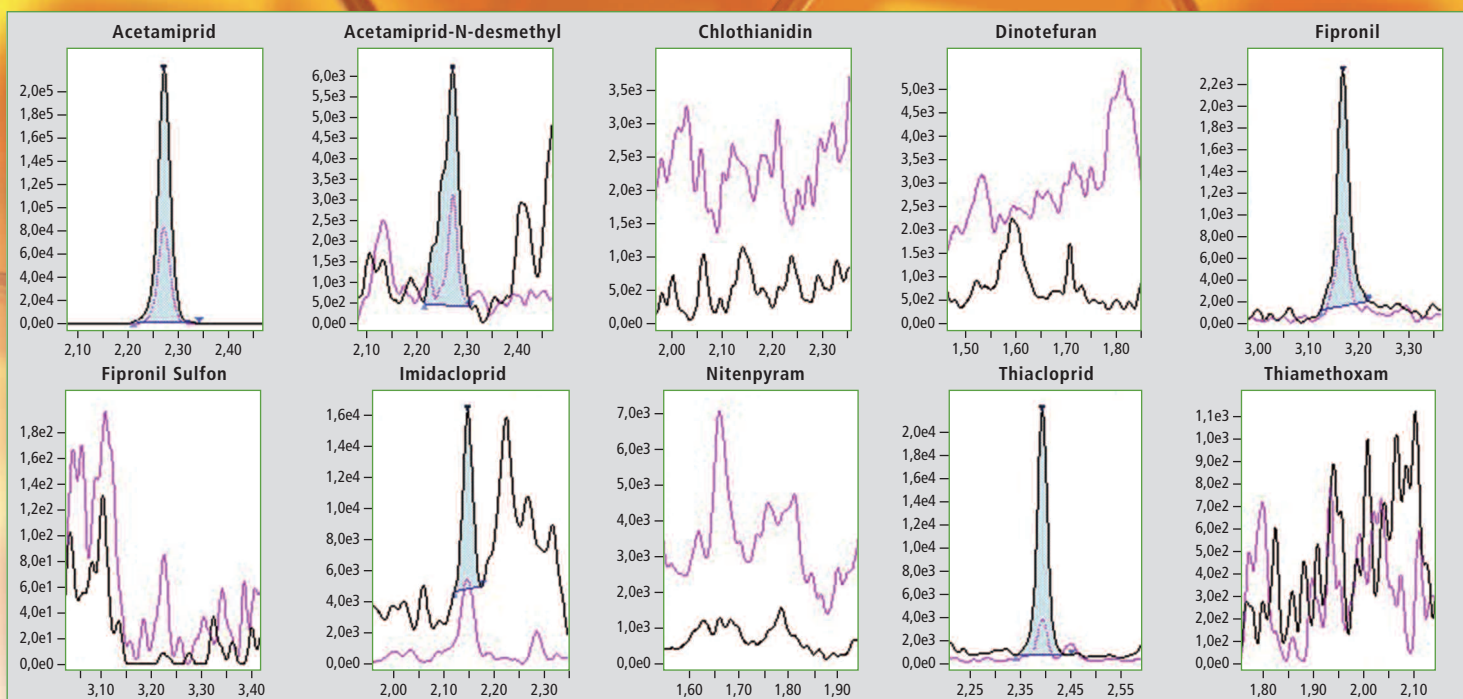 Acetamiprid
2,0e5
1,8e5
1,6e5
1,4e5
1,2e5
1,0e5
8,0e4
6,0e4
4,0e4
2,0e4
0,0e0
2,10 2,20 2,30 2,40
Acetamiprid-N-desmethyl
6,0e3
5,5e3
5,0e3
4,5e3
4,0e3
3,5e3
3,0e3
2,5e3
2,0e3
1,5e3
1,0e3
5,0e2
0,0e0
2,10 2,20 2,30 2,40
Chlothianidin
3,5e3
3,0e3
2,5e3
2,0e3
1,5e3
1,0e3
5,0e2
0,0e0
2,00 2,10 2,20 2,30
Dinotefuran
5,0e3
4,5e3
4,0e3
3,5e3
3,0e3
2,5e3
2,0e3
1,5e3
1,0e3
5,0e2
0,0e0
1,50 1,60 1,70 1,80
Fipronil
2,2e3
2,0e3
1,8e3
1,6e3
1,4e3
1,2e3
1,0e3
8,0e0
6,0e0
4,0e0
2,0e0
0,0e0
3,00 3,10 3,20 3,30
Fipronil Sulfon
1,8e2
1,6e2
1,4e2
1,2e2
1,0e2
8,0e1
6,0e1
4,0e1
2,0e1
0,0e0
3,10 3,20 3,30 3,40
Imidacloprid
1,6e4
1,4e4
1,2e4
1,0e4
8,0e3
6,0e3
4,0e3
2,0e3
0,0e0
2,00 2,10 2,20 2,30
Nitenpyram
7,0e3
6,0e3
5,0e3
4,0e3
3,0e3
2,0e3
1,0e3
0,0e0
1,60 1,70 1,80 1,90
Thiacloprid
2,0e4
1,8e4
1,6e4
1,4e4
1,2e4
1,0e4
8,0e3
6,0e3
4,0e3
2,0e3
0,0e0
2,25 2,35 2,45 2,55
Thiamethoxam
1,1e3
1,0e3
9,0e2
8,0e2
7,0e2
6,0e2
5,0e2
4,0e2
3,0e2
2,0e2
1,0e2
0,0e2
1,80 1,90 2,00 2,10